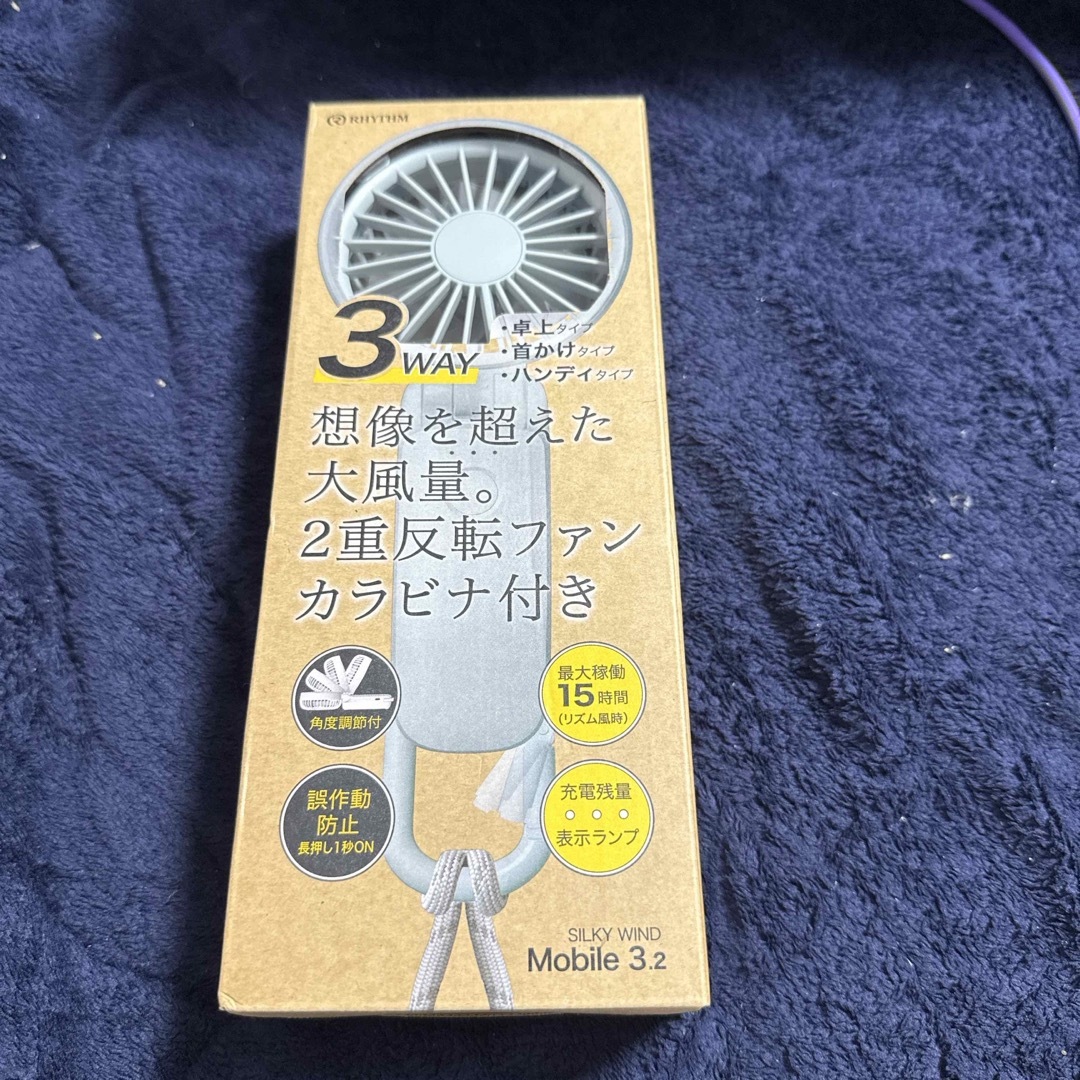 RHYTHM
3WAY
・卓上タイプ
・首かけタイプ
・ハンディタイプ
想像を超えた
大風量。
2重反転ファン
カラビナ付き
角度調節付
最大稼働
15時間
(リズム風時)
誤作動
防止
長押し1秒ON
充電残量
表示ランプ
SILKY WIND
Mobile 3.2